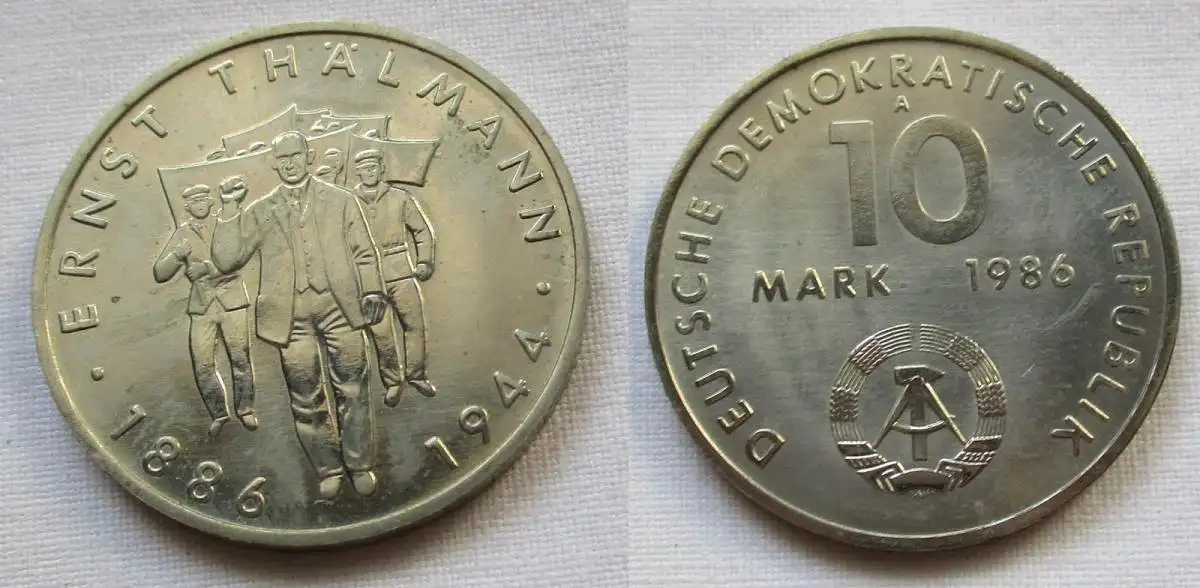 · ERNST THÄLMANN ·
1886 1944
DEUTSCHE DEMOKRATISCHE REPUBLIK
A
10
MARK 1986